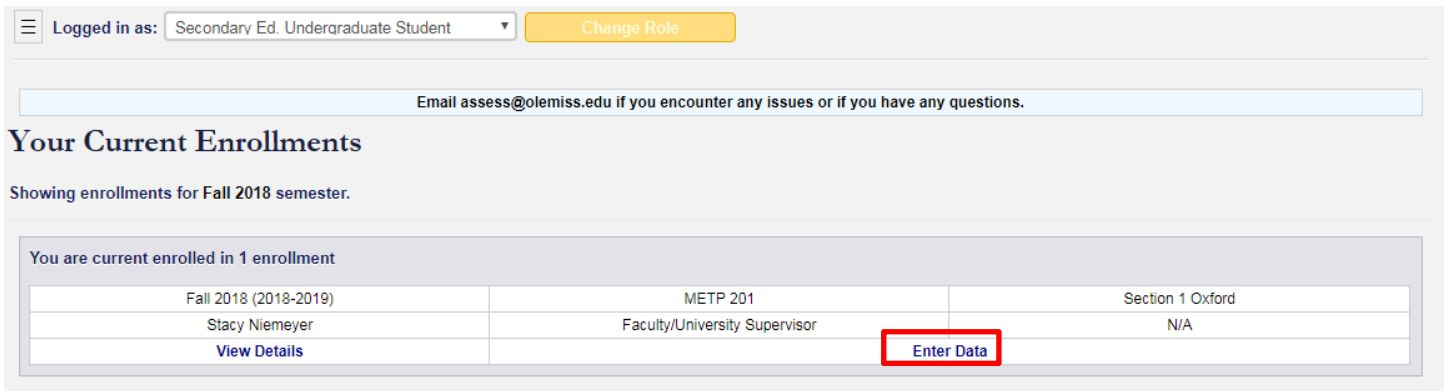 ☰ Logged in as: Secondary Ed. Undergraduate Student ▼ Change Role
Email assess@olemiss.edu if you encounter any issues or if you have any questions.
Your Current Enrollments
Showing enrollments for Fall 2018 semester.
You are current enrolled in 1 enrollment
Fall 2018 (2018-2019) METP 201 Section 1 Oxford
Stacy Niemeyer Faculty/University Supervisor N/A
View Details Enter Data